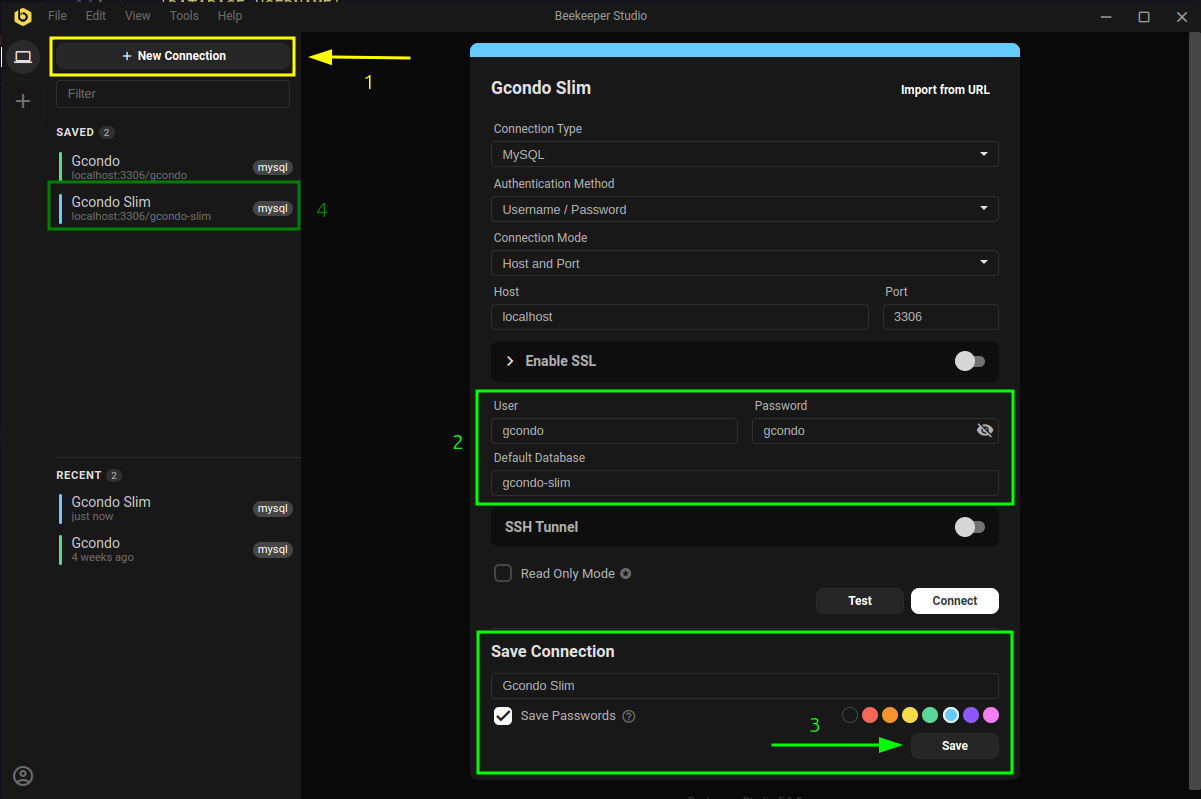 File Edit View Tools Help
Beekeeper Studio
+ New Connection
1
Filter
SAVED 2
Gcondo
localhost:3306/gcondo
mysql
Gcondo Slim
localhost:3306/gcondo-slim
mysql
4
RECENT 2
Gcondo Slim
just now
mysql
Gcondo
4 weeks ago
mysql
Gcondo Slim
Import from URL
Connection Type
MySQL
Authentication Method
Username / Password
Connection Mode
Host and Port
Host Port
localhost 3306
Enable SSL
2
User Password
gcondo gcondo
Default Database
gcondo-slim
SSH Tunnel
Read Only Mode
Test Connect
Save Connection
Gcondo Slim
Save Passwords
3
Save